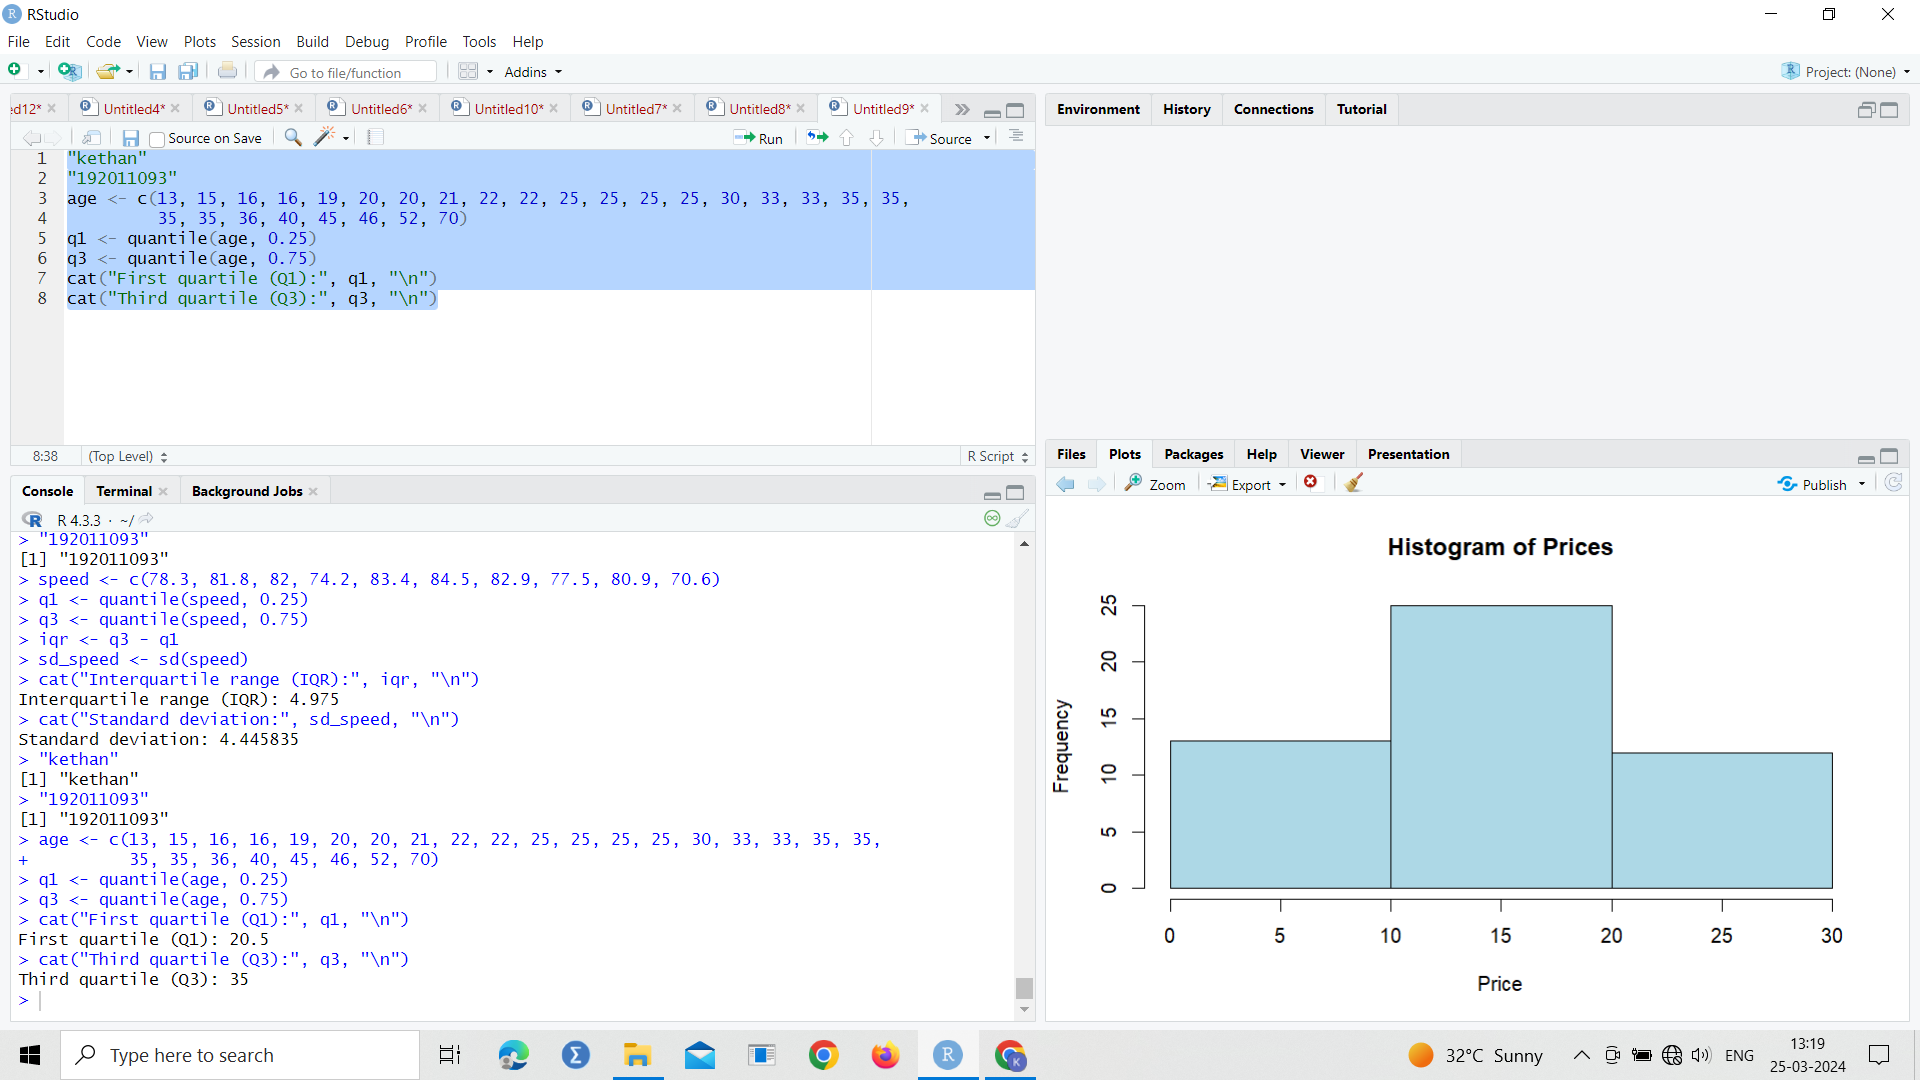 RStudio
File Edit Code View Plots Session Build Debug Profile Tools Help
Go to file/function
Addins
Project: (None)
ed12* Untitled4* Untitled5* Untitled6* Untitled10* Untitled7* Untitled8* Untitled9*
Source on Save
Run
Source
1 "kethan"
2 "192011093"
3 age <- c(13, 15, 16, 16, 19, 20, 20, 21, 22, 22, 25, 25, 25, 25, 30, 33, 33, 35, 35,
4 35, 35, 36, 40, 45, 46, 52, 70)
5 q1 <- quantile(age, 0.25)
6 q3 <- quantile(age, 0.75)
7 cat("First quartile (Q1):", q1, "\n")
8 cat("Third quartile (Q3):", q3, "\n")
8:38 (Top Level) R Script
Console Terminal Background Jobs
R 4.3.3 · ~/
> "192011093"
[1] "192011093"
> speed <- c(78.3, 81.8, 82, 74.2, 83.4, 84.5, 82.9, 77.5, 80.9, 70.6)
> q1 <- quantile(speed, 0.25)
> q3 <- quantile(speed, 0.75)
> iqr <- q3 - q1
> sd_speed <- sd(speed)
> cat("Interquartile range (IQR):", iqr, "\n")
Interquartile range (IQR): 4.975
> cat("Standard deviation:", sd_speed, "\n")
Standard deviation: 4.445835
> "kethan"
[1] "kethan"
> "192011093"
[1] "192011093"
> age <- c(13, 15, 16, 16, 19, 20, 20, 21, 22, 22, 25, 25, 25, 25, 30, 33, 33, 35, 35,
+ 35, 35, 36, 40, 45, 46, 52, 70)
> q1 <- quantile(age, 0.25)
> q3 <- quantile(age, 0.75)
> cat("First quartile (Q1):", q1, "\n")
First quartile (Q1): 20.5
> cat("Third quartile (Q3):", q3, "\n")
Third quartile (Q3): 35
>
Environment History Connections Tutorial
Files Plots Packages Help Viewer Presentation
Zoom Export Publish
Histogram of Prices
Frequency
25
20
15
10
5
0
0 5 10 15 20 25 30
Price
Type here to search
32°C Sunny
ENG
13:19
25-03-2024